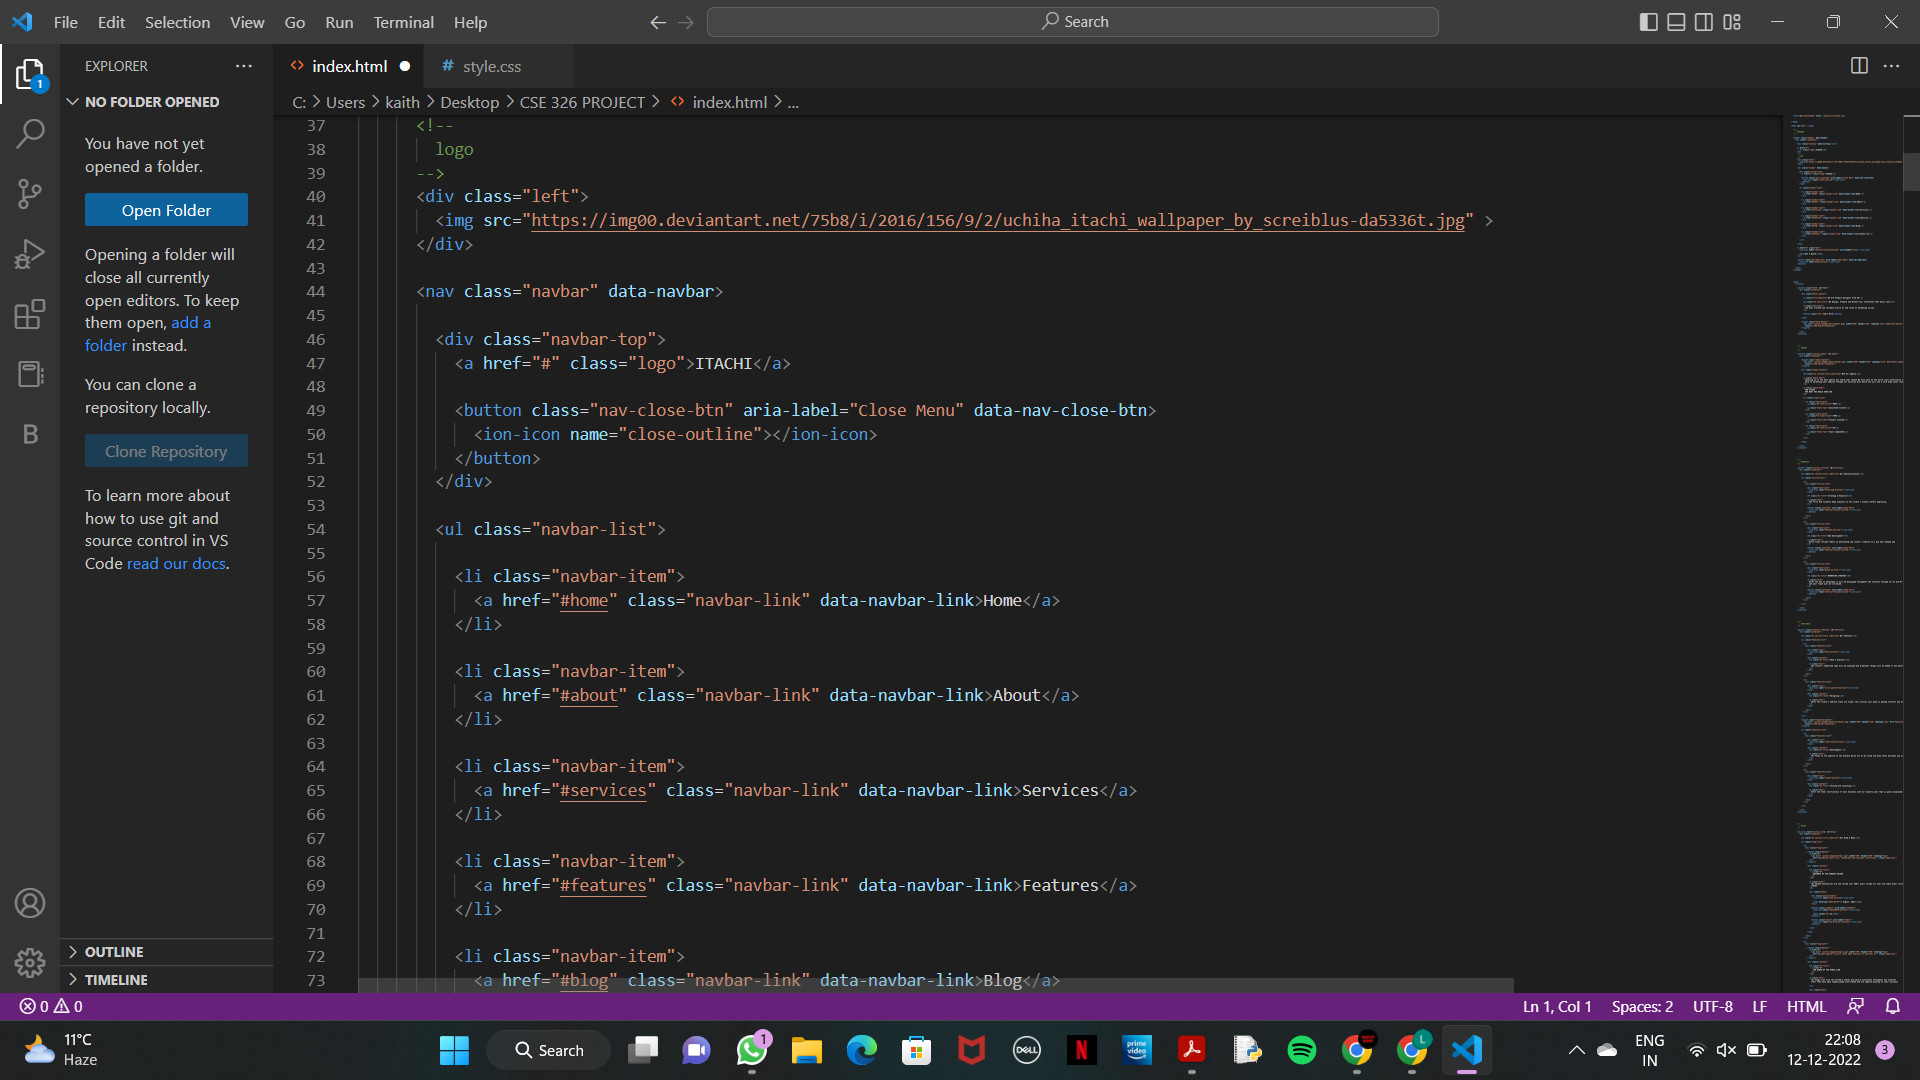 File Edit Selection View Go Run Terminal Help
Search
EXPLORER
index.html
# style.css
1
NO FOLDER OPENED
You have not yet
opened a folder.
Open Folder
Opening a folder will
close all currently
open editors. To keep
them open, add a
folder instead.
You can clone a
repository locally.
Clone Repository
To learn more about
how to use git and
source control in VS
Code read our docs.
B
OUTLINE
TIMELINE
C: > Users > kaith > Desktop > CSE 326 PROJECT > index.html > ...
37 <!--
38 logo
39 -->
40 <div class="left">
41 <img src="https://img00.deviantart.net/75b8/i/2016/156/9/2/uchiha_itachi_wallpaper_by_screiblus-da5336t.jpg" >
42 </div>
43
44 <nav class="navbar" data-navbar>
45
46 <div class="navbar-top">
47 <a href="#" class="logo">ITACHI</a>
48
49 <button class="nav-close-btn" aria-label="Close Menu" data-nav-close-btn>
50 <ion-icon name="close-outline"></ion-icon>
51 </button>
52 </div>
53
54 <ul class="navbar-list">
55
56 <li class="navbar-item">
57 <a href="#home" class="navbar-link" data-navbar-link>Home</a>
58 </li>
59
60 <li class="navbar-item">
61 <a href="#about" class="navbar-link" data-navbar-link>About</a>
62 </li>
63
64 <li class="navbar-item">
65 <a href="#services" class="navbar-link" data-navbar-link>Services</a>
66 </li>
67
68 <li class="navbar-item">
69 <a href="#features" class="navbar-link" data-navbar-link>Features</a>
70 </li>
71
72 <li class="navbar-item">
73 <a href="#blog" class="navbar-link" data-navbar-link>Blog</a>
0 0
Ln 1, Col 1 Spaces: 2 UTF-8 LF HTML
11°C
Haze
Search
1
DELL
N
prime
video
L
ENG
IN
22:08
12-12-2022
3